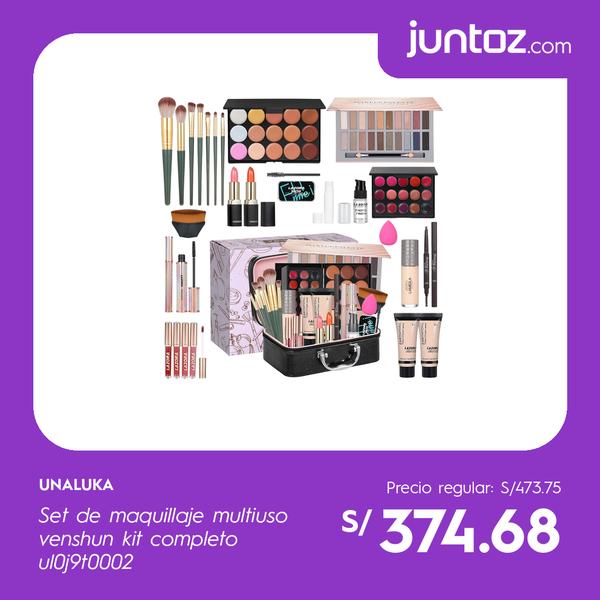 juntoz.com
UNALUKA
Set de maquillaje multiuso
venshun kit completo
ul0j9t0002
Precio regular: S/473.75
S/ 374.68